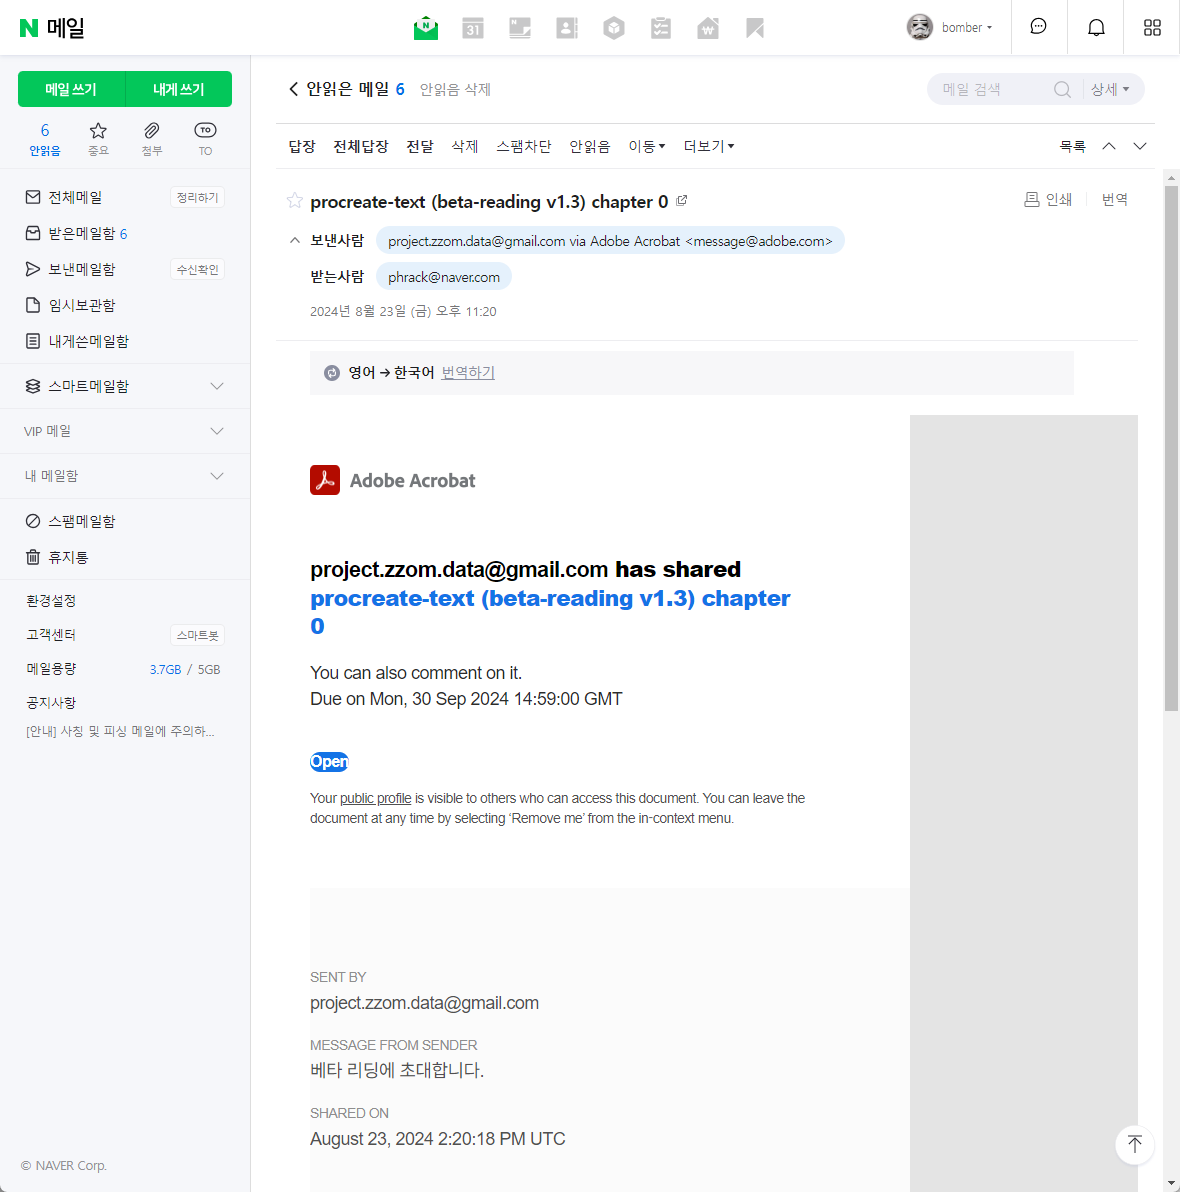 N 메일
31
bomber
메일 쓰기 내게 쓰기
6 안읽음
중요
첨부
TO TO
전체메일 정리하기
받은메일함 6
보낸메일함 수신확인
임시보관함
내게쓴메일함
스마트메일함
VIP 메일
내 메일함
스팸메일함
휴지통
환경설정
고객센터 스마트봇
메일용량 3.7GB / 5GB
공지사항
[안내] 사칭 및 피싱 메일에 주의하...
© NAVER Corp.
안읽은 메일 6 안읽음 삭제
메일 검색 상세
답장 전체답장 전달 삭제 스팸차단 안읽음 이동 더보기 목록
procreate-text (beta-reading v1.3) chapter 0
인쇄 번역
보낸사람 project.zzom.data@gmail.com via Adobe Acrobat <message@adobe.com>
받는사람 phrack@naver.com
2024년 8월 23일 (금) 오후 11:20
영어 → 한국어 번역하기
Adobe Acrobat
project.zzom.data@gmail.com has shared
procreate-text (beta-reading v1.3) chapter
0
You can also comment on it.
Due on Mon, 30 Sep 2024 14:59:00 GMT
Open
Your public profile is visible to others who can access this document. You can leave the
document at any time by selecting ‘Remove me’ from the in-context menu.
SENT BY
project.zzom.data@gmail.com
MESSAGE FROM SENDER
베타 리딩에 초대합니다.
SHARED ON
August 23, 2024 2:20:18 PM UTC